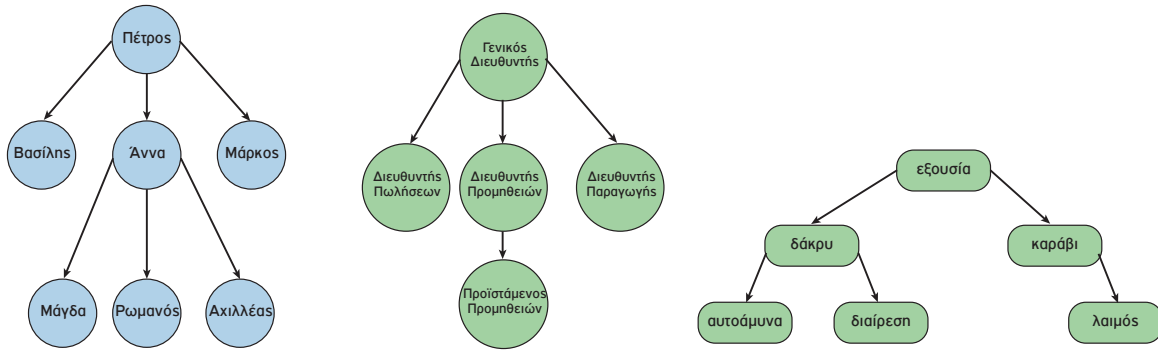 Πέτρος
Βασίλης
Άννα
Μάρκος
Μάγδα
Ρωμανός
Αχιλλέας
Γενικός
Διευθυντής
Διευθυντής
Πωλήσεων
Διευθυντής
Προμηθειών
Διευθυντής
Παραγωγής
Προϊστάμενος
Προμηθειών
εξουσία
δάκρυ
καράβι
αυτοάμυνα
διαίρεση
λαιμός